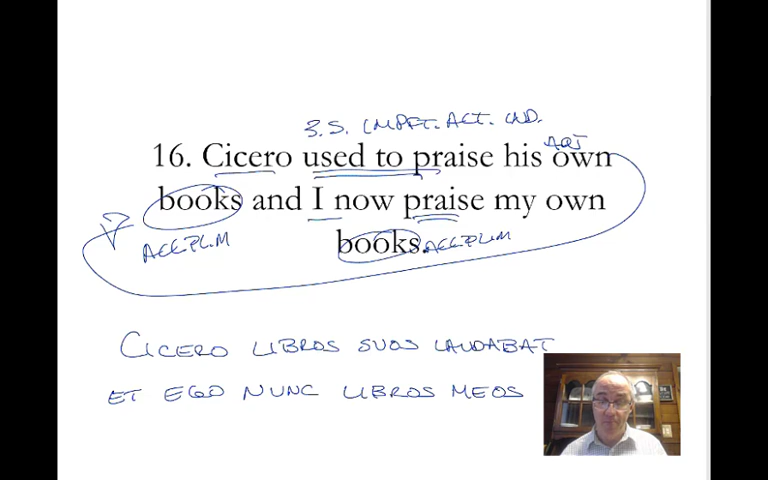 3. S. IMPFT. ACT. IND.
16. Cicero used to praise his own
ADJ
books and I now praise my own
ACC. PL. M
books. ACC. PL. M
CICERO LIBROS SUOS LAUDABAT
ET EGO NUNC LIBROS MEOS